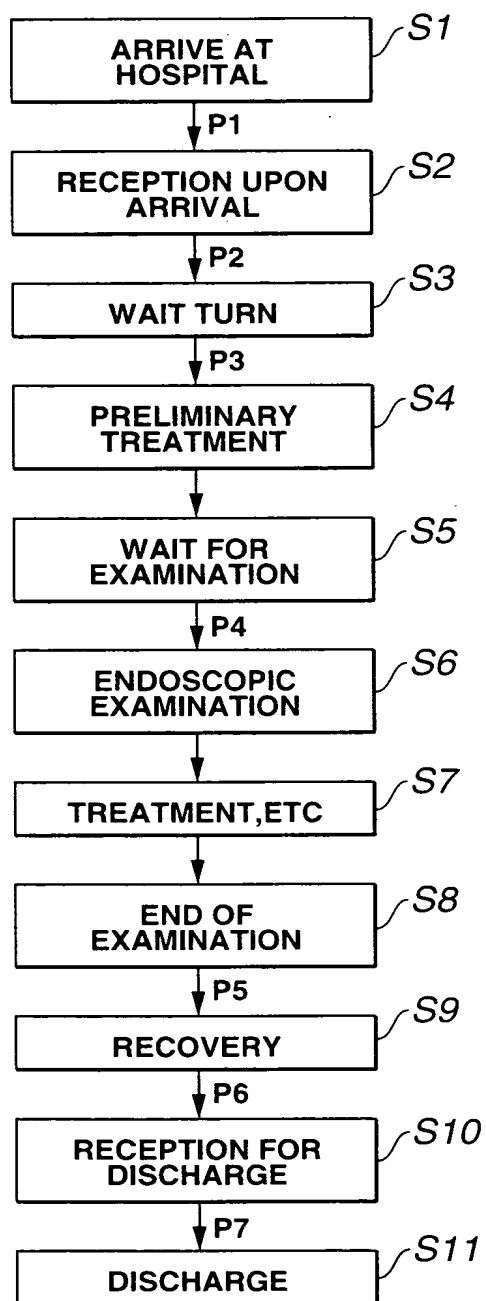 S1
ARRIVE AT
HOSPITAL
P1
S2
RECEPTION UPON
ARRIVAL
P2
S3
WAIT TURN
P3
S4
PRELIMINARY
TREATMENT
S5
WAIT FOR
EXAMINATION
P4
S6
ENDOSCOPIC
EXAMINATION
S7
TREATMENT,ETC
S8
END OF
EXAMINATION
P5
S9
RECOVERY
P6
S10
RECEPTION FOR
DISCHARGE
P7
S11
DISCHARGE